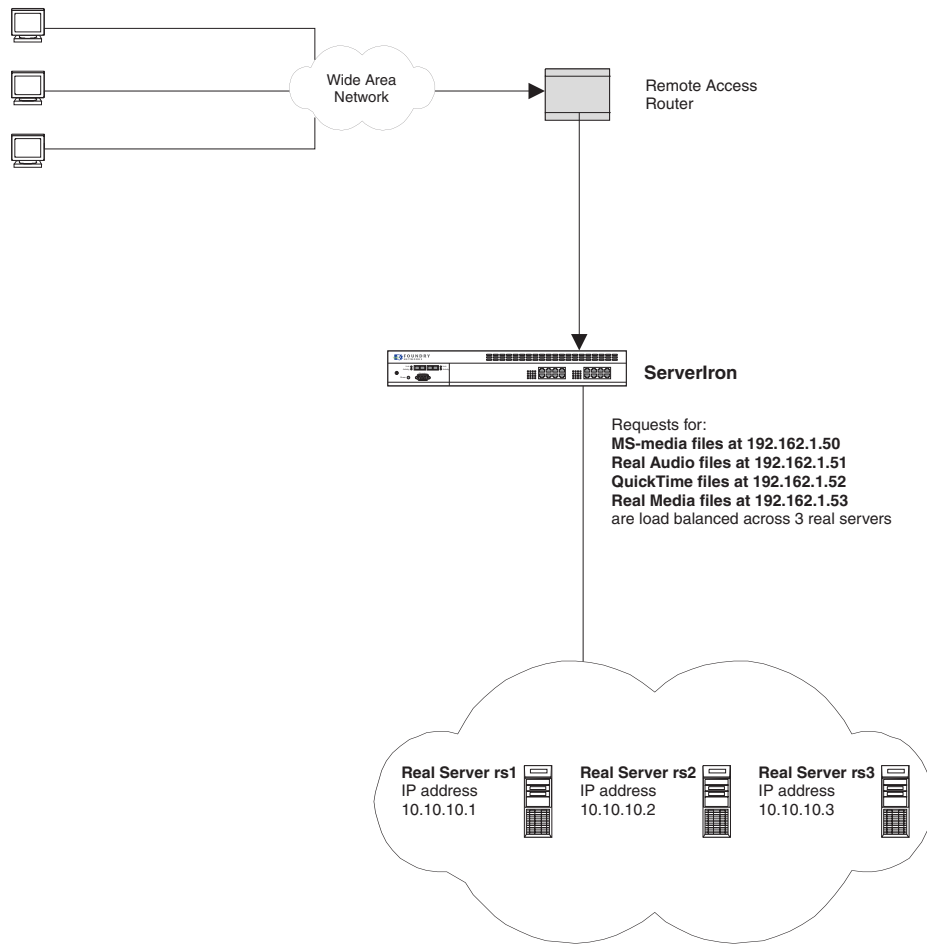 Wide Area
Network
Remote Access
Router
FOUNDRY
NETWORKS
ServerIron
Requests for:
MS-media files at 192.162.1.50
Real Audio files at 192.162.1.51
QuickTime files at 192.162.1.52
Real Media files at 192.162.1.53
are load balanced across 3 real servers
Real Server rs1
IP address
10.10.10.1
Real Server rs2
IP address
10.10.10.2
Real Server rs3
IP address
10.10.10.3